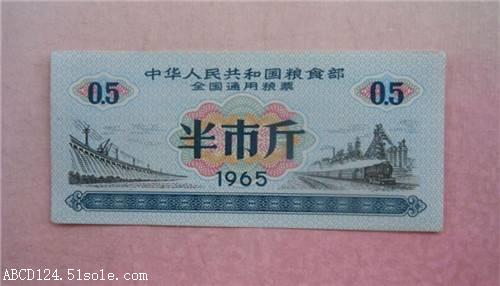 中华人民共和国粮食部
全国通用粮票
0.5 0.5
半市斤
1965
ABCD124.51sole.com